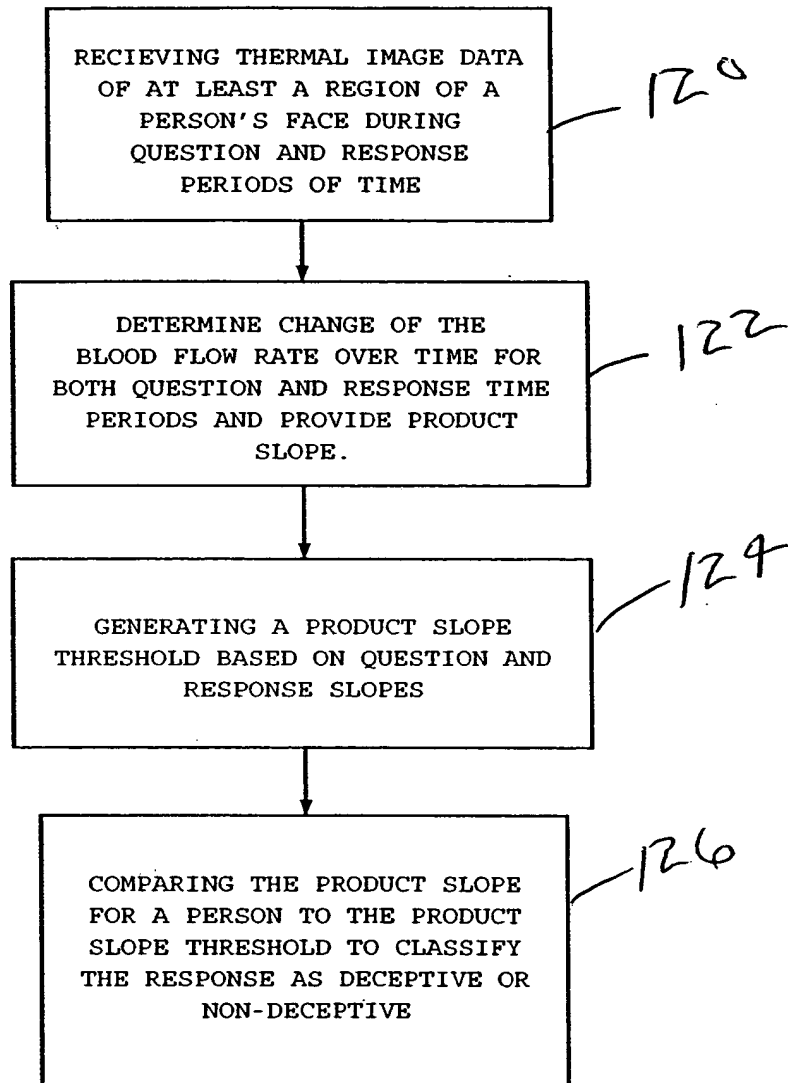 RECIEVING THERMAL IMAGE DATA
OF AT LEAST A REGION OF A
PERSON'S FACE DURING
QUESTION AND RESPONSE
PERIODS OF TIME
120
DETERMINE CHANGE OF THE
BLOOD FLOW RATE OVER TIME FOR
BOTH QUESTION AND RESPONSE TIME
PERIODS AND PROVIDE PRODUCT
SLOPE.
122
GENERATING A PRODUCT SLOPE
THRESHOLD BASED ON QUESTION AND
RESPONSE SLOPES
124
COMPARING THE PRODUCT SLOPE
FOR A PERSON TO THE PRODUCT
SLOPE THRESHOLD TO CLASSIFY
THE RESPONSE AS DECEPTIVE OR
NON-DECEPTIVE
126